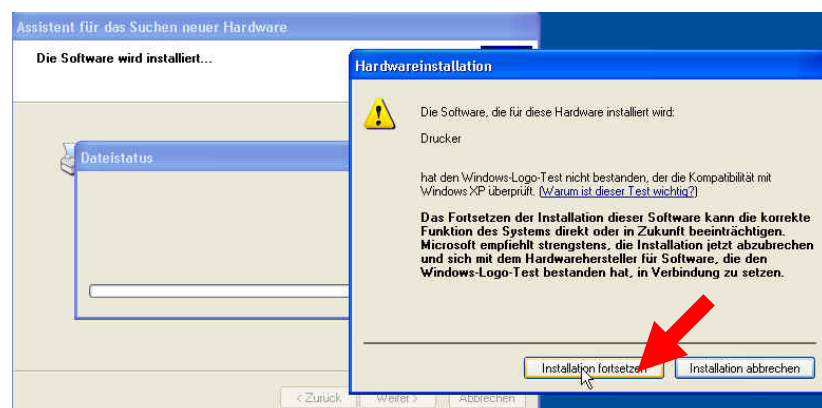 Assistent für das Suchen neuer Hardware
Die Software wird installiert...
Dateistatus
< Zurück
Weiter >
Abbrechen
Hardwareinstallation
Die Software, die für diese Hardware installiert wird:
Drucker
hat den Windows-Logo-Test nicht bestanden, der die Kompatibilität mit
Windows XP überprüft. (Warum ist dieser Test wichtig?)
Das Fortsetzen der Installation dieser Software kann die korrekte
Funktion des Systems direkt oder in Zukunft beeinträchtigen.
Microsoft empfiehlt strengstens, die Installation jetzt abzubrechen
und sich mit dem Hardwarehersteller für Software, die den
Windows-Logo-Test bestanden hat, in Verbindung zu setzen.
Installation fortsetzen
Installation abbrechen